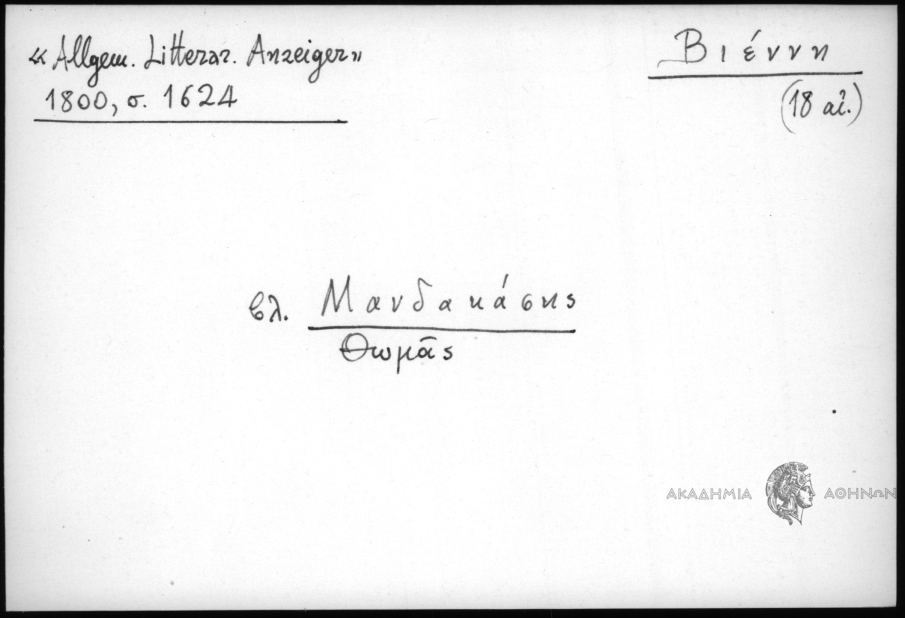 «Allgem. Litterar. Anzeiger»
1800, σ. 1624
Βιέννη
(18 αἰ.)
βλ. Μανδακάσης
Θωμᾶς
ΑΚΑΔΗΜΙΑ ΑΘΗΝΩΝ